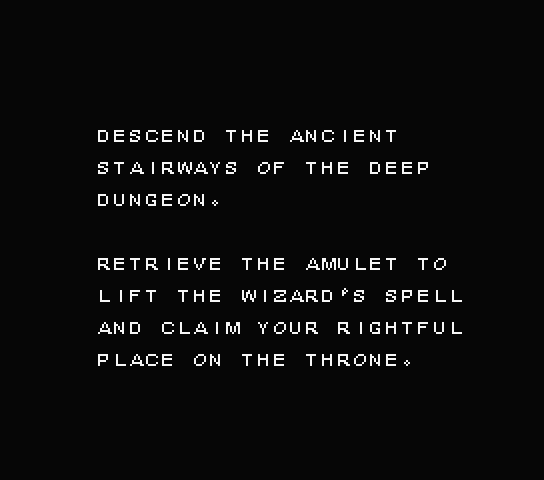 DESCEND THE ANCIENT
STAIRWAYS OF THE DEEP
DUNGEON.
RETRIEVE THE AMULET TO
LIFT THE WIZARD'S SPELL
AND CLAIM YOUR RIGHTFUL
PLACE ON THE THRONE.